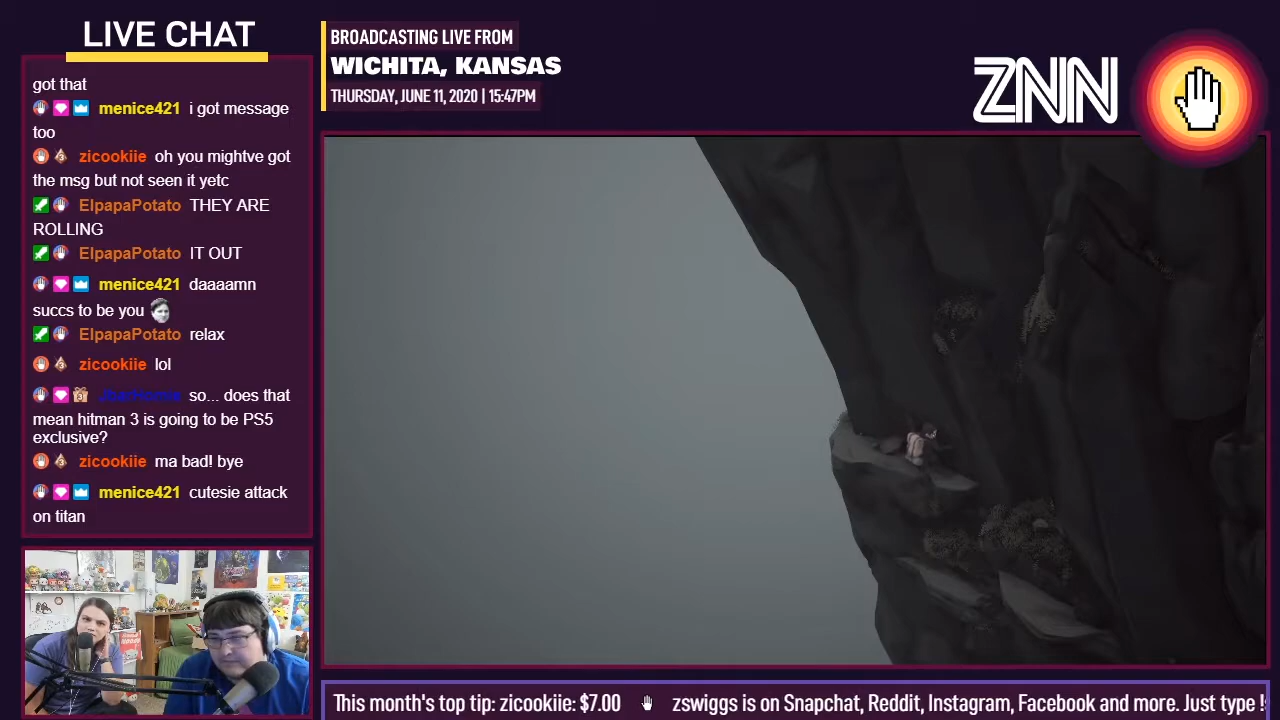 LIVE CHAT
got that
menice421 i got message
too
zicookiie oh you mightve got
the msg but not seen it yetc
ElpapaPotato THEY ARE
ROLLING
ElpapaPotato IT OUT
menice421 daaaamn
succs to be you
ElpapaPotato relax
zicookiie lol
so... does that
mean hitman 3 is going to be PS5
exclusive?
zicookiie ma bad! bye
menice421 cutesie attack
on titan
BROADCASTING LIVE FROM
WICHITA, KANSAS
THURSDAY, JUNE 11, 2020 | 15:47PM
ZNN
This month's top tip: zicookiie: $7.00 zswiggs is on Snapchat, Reddit, Instagram, Facebook and more. Just type !